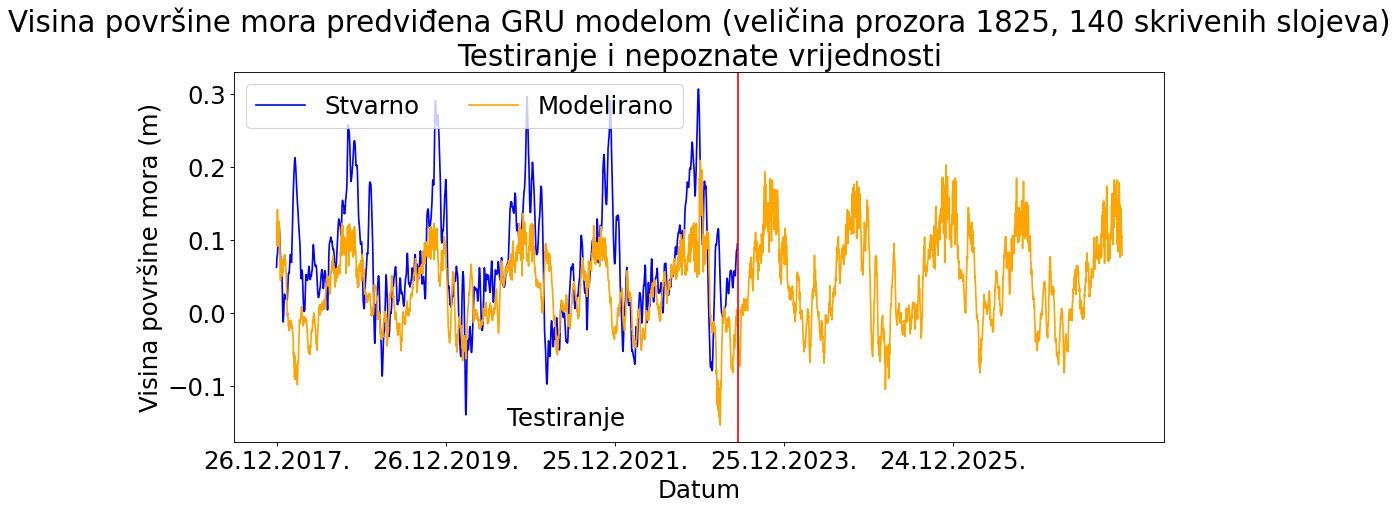 Visina površine mora predviđena GRU modelom (veličina prozora 1825, 140 skrivenih slojeva)
Testiranje i nepoznate vrijednosti
Stvarno Modelirano
Visina površine mora (m)
0.3
0.2
0.1
0.0
−0.1
Testiranje
26.12.2017. 26.12.2019. 25.12.2021. 25.12.2023. 24.12.2025.
Datum